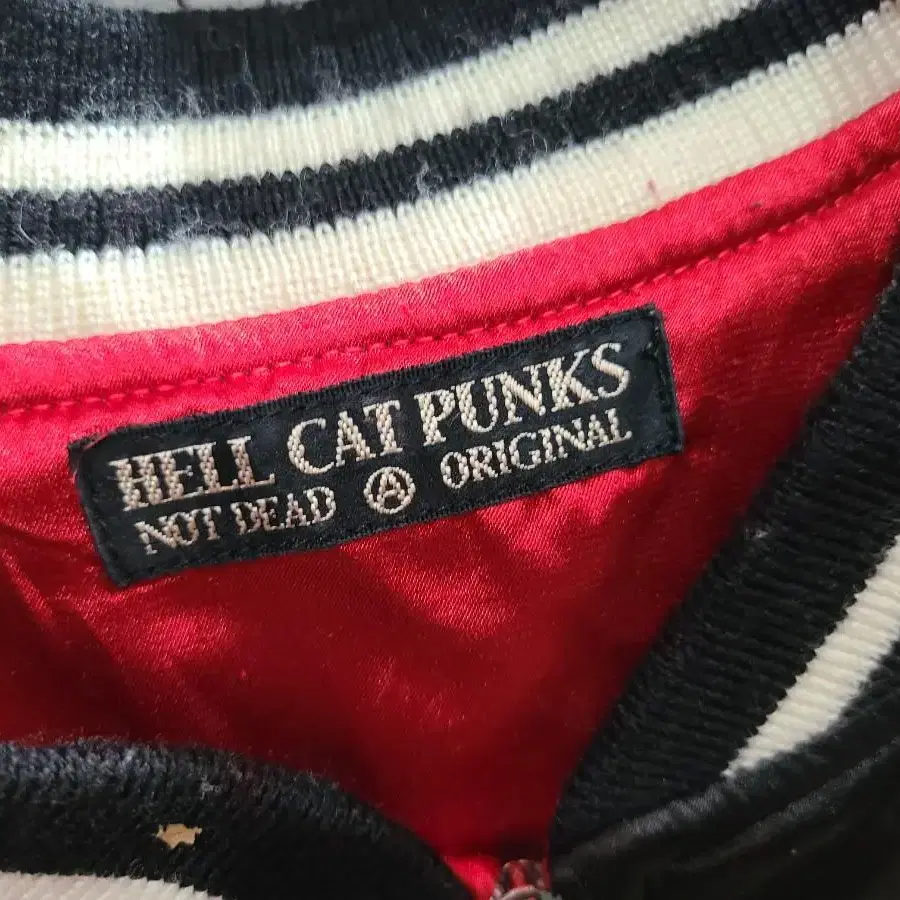 HELL CAT PUNKS
NOT DEAD Ⓐ ORIGINAL